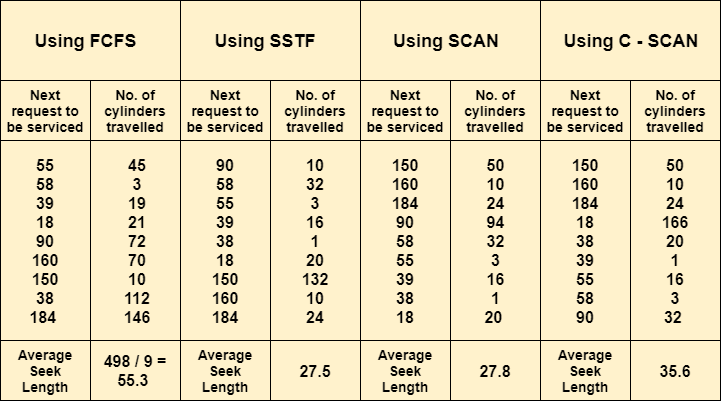 Using FCFS Using SSTF Using SCAN Using C - SCAN
Next No. of Next No. of Next No. of Next No. of
request to cylinders request to cylinders request to cylinders request to cylinders
be serviced travelled be serviced travelled be serviced travelled be serviced travelled
55 45 90 10 150 50 150 50
58 3 58 32 160 10 160 10
39 19 55 3 184 24 184 24
18 21 39 16 90 94 18 166
90 72 38 1 58 32 38 20
160 70 18 20 55 3 39 1
150 10 150 132 39 16 55 16
38 112 160 10 38 1 58 3
184 146 184 24 18 20 90 32
Average 498 / 9 = Average Average Average
Seek 55.3 Seek 27.5 Seek 27.8 Seek 35.6
Length Length Length Length